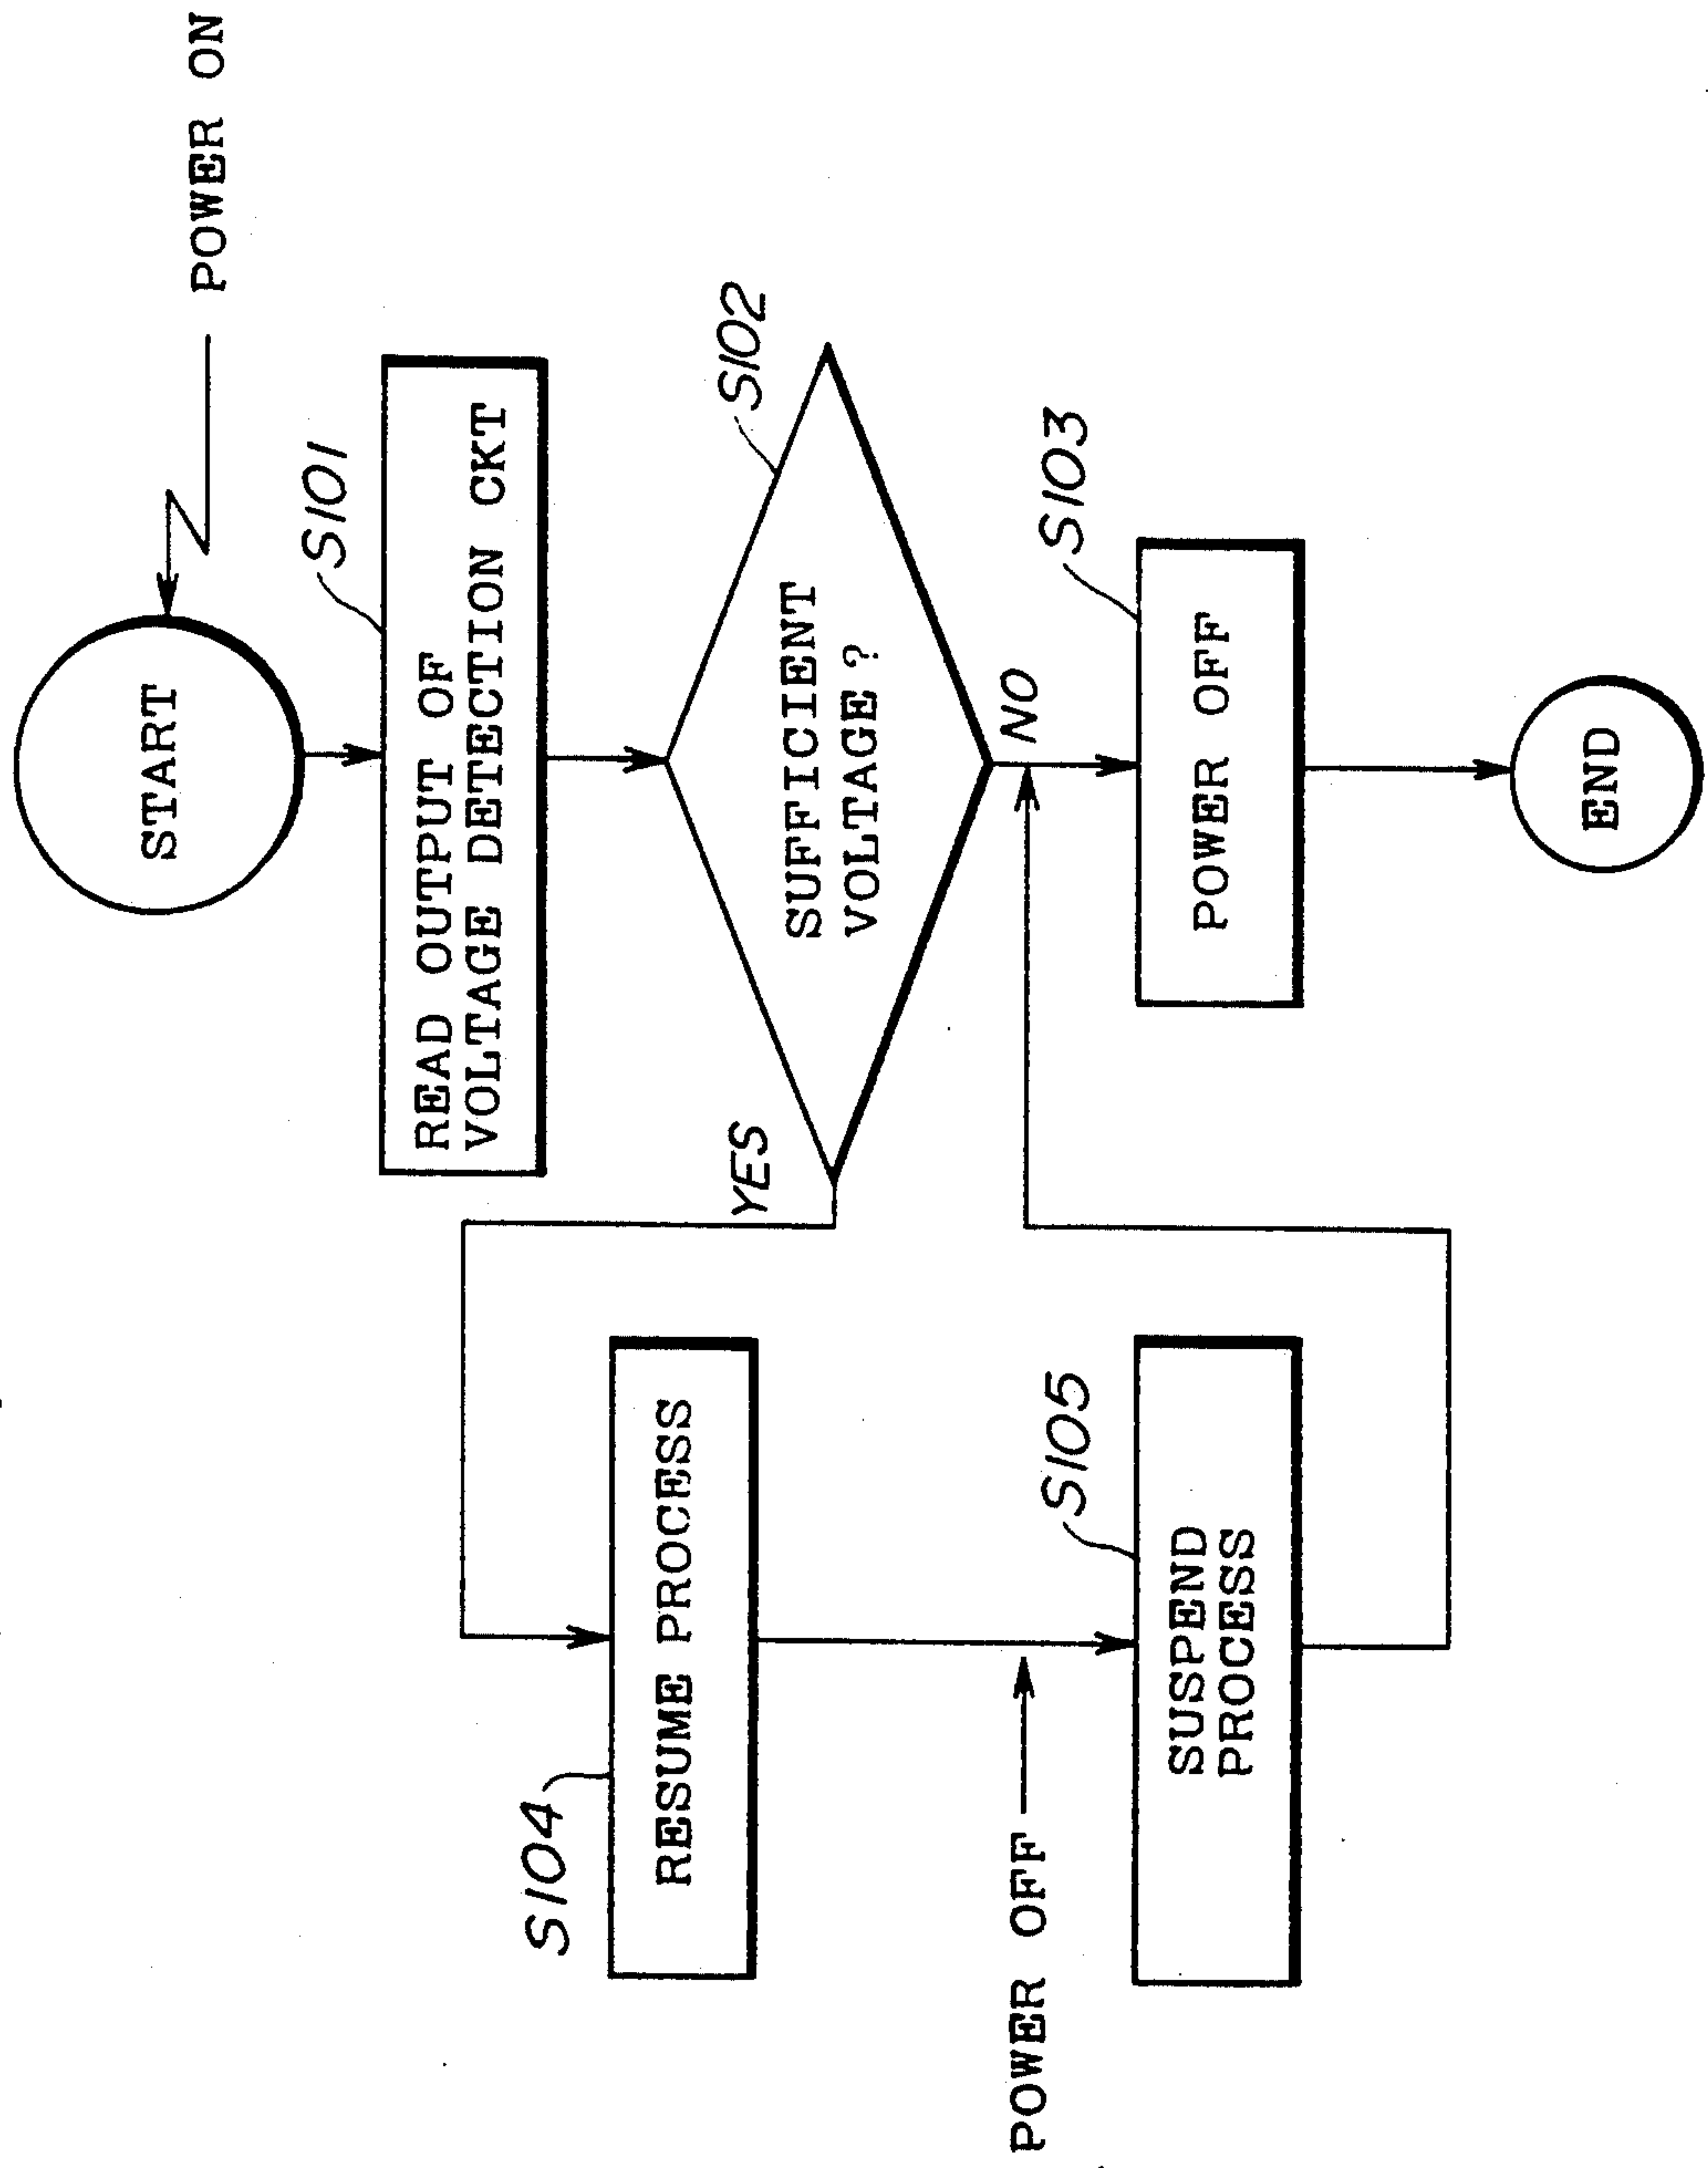 POWER ON
START
S101
READ OUTPUT OF
VOLTAGE DETECTION CKT
S102
SUFFICIENT
VOLTAGE?
YES
NO
S103
POWER OFF
END
S104
RESUME PROCESS
POWER OFF
S105
SUSPEND
PROCESS